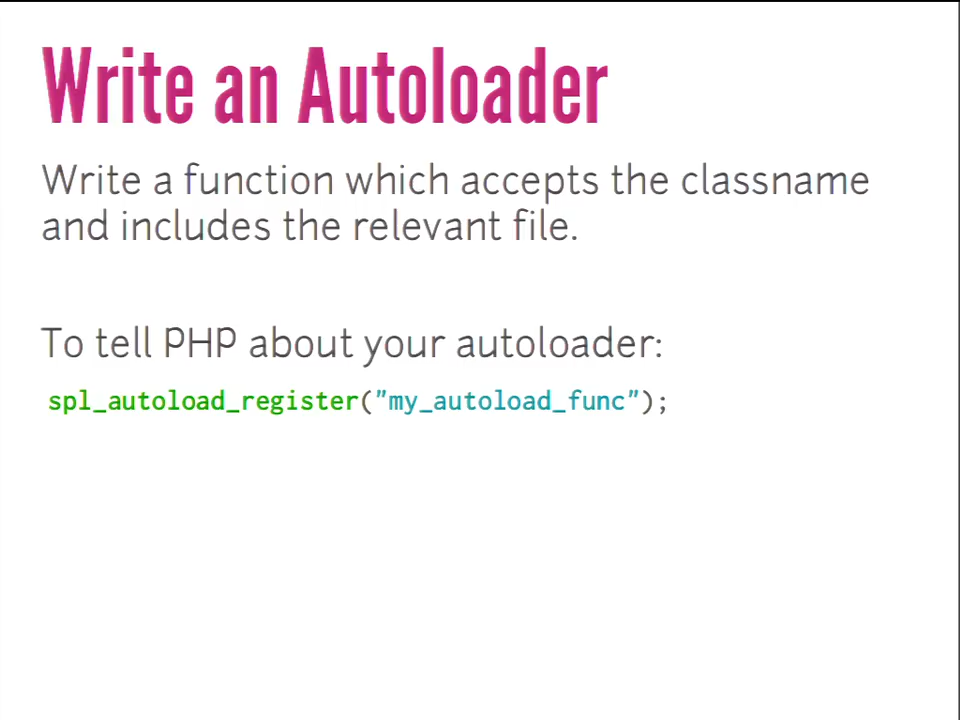 Write an Autoloader
Write a function which accepts the classname
and includes the relevant file.
To tell PHP about your autoloader:
spl_autoload_register("my_autoload_func");